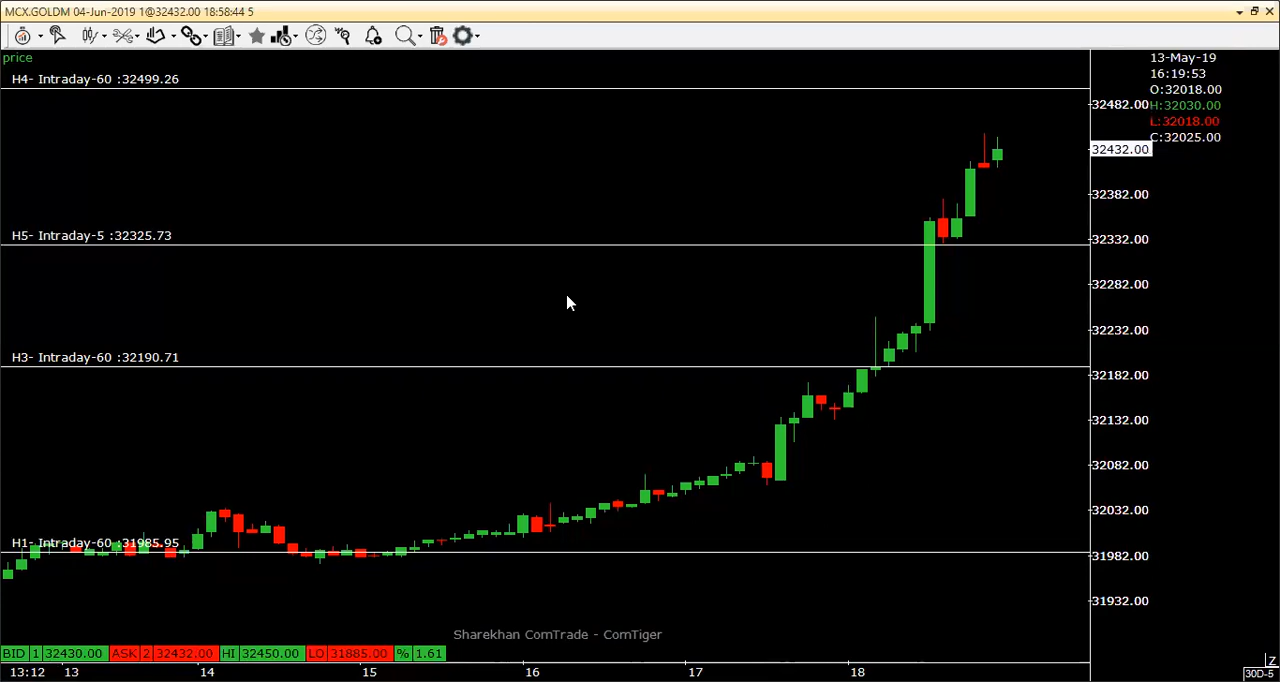 MCX.GOLDM 04-Jun-2019 1@32432.00 18:58:44 5
price
H4- Intraday-60 :32499.26
H5- Intraday-5 :32325.73
H3- Intraday-60 :32190.71
H1- Intraday-60 :31985.95
13-May-19
16:19:53
O:32018.00
H:32030.00
L:32018.00
C:32025.00
32482.00
32432.00
32382.00
32332.00
32282.00
32232.00
32182.00
32132.00
32082.00
32032.00
31982.00
31932.00
Sharekhan ComTrade - ComTiger
BID 1 32430.00 ASK 2 32432.00 HI 32450.00 LO 31885.00 % 1.61
13:12 13 14 15 16 17 18
Z
30D-5